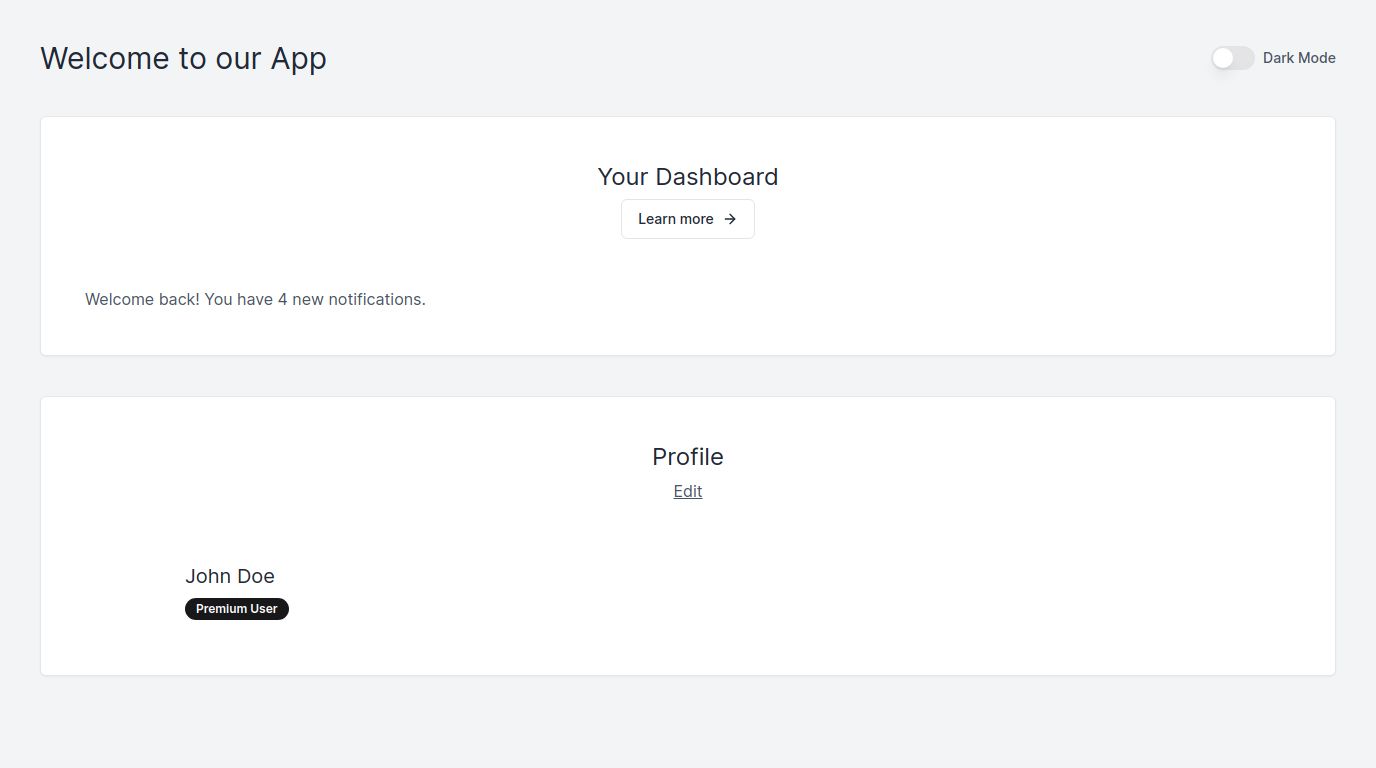 Welcome to our App
Dark Mode
Your Dashboard
Learn more
Welcome back! You have 4 new notifications.
Profile
Edit
John Doe
Premium User